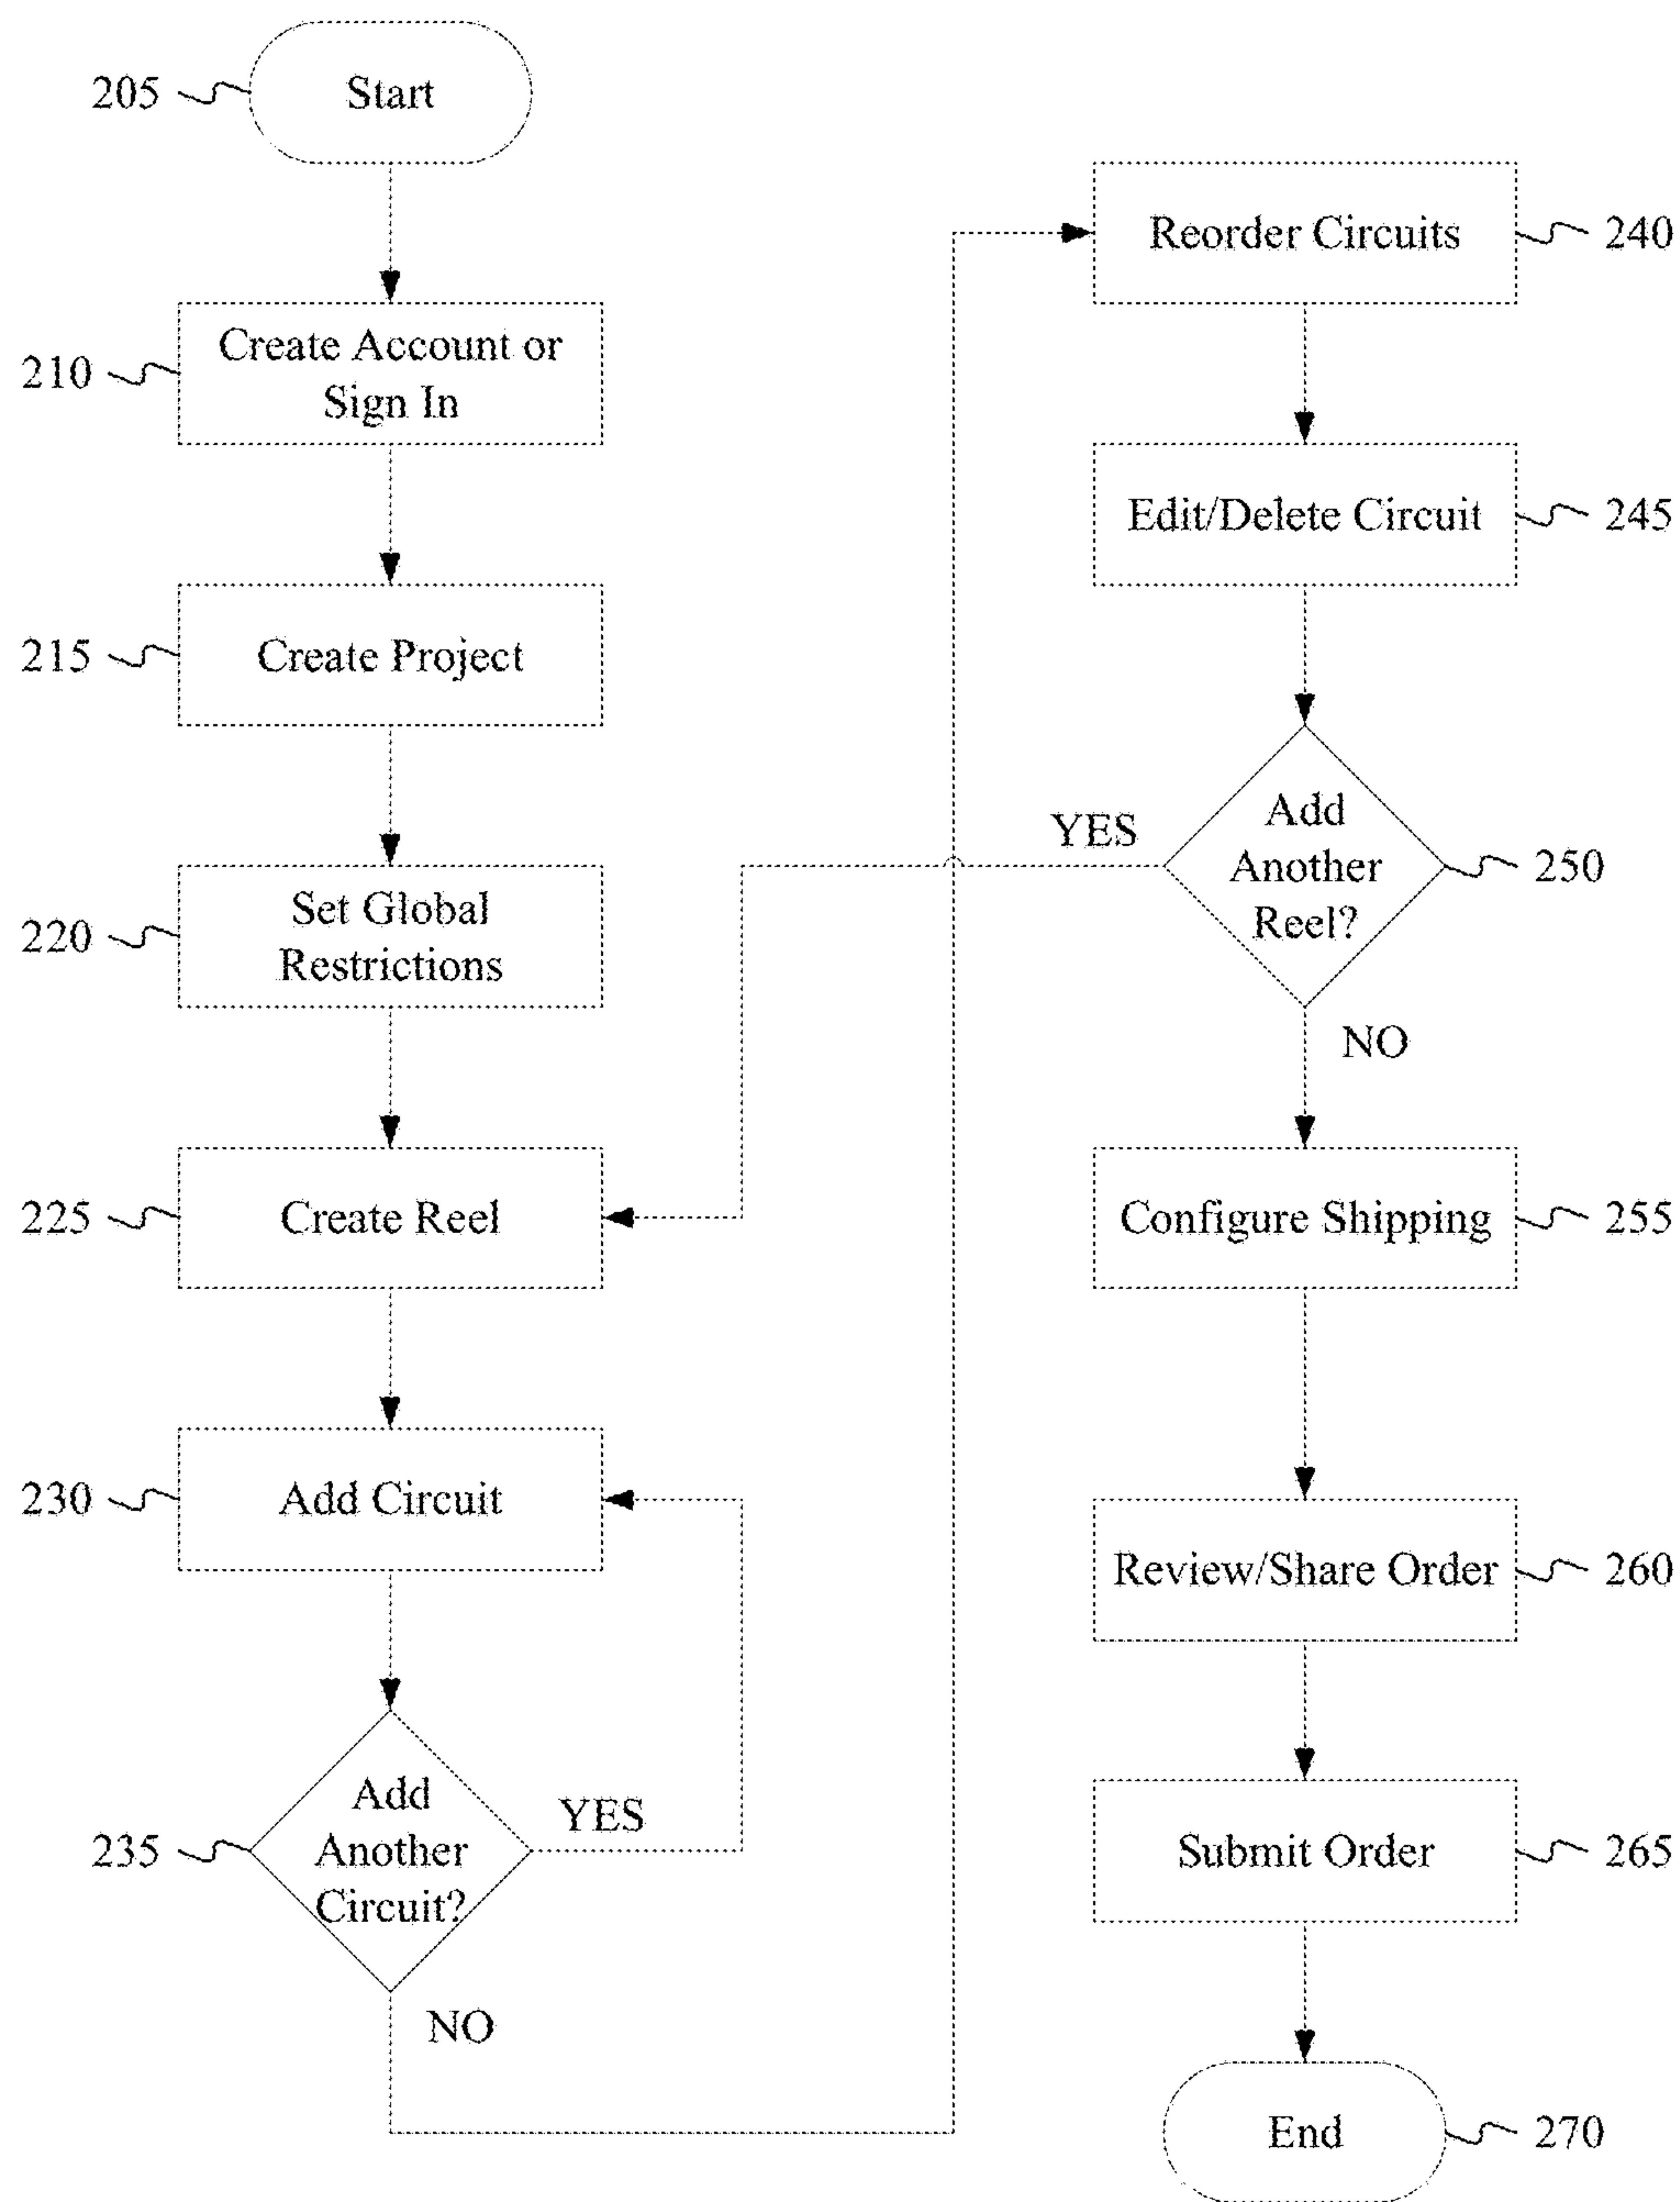 205
Start
210
Create Account or
Sign In
215
Create Project
220
Set Global
Restrictions
225
Create Reel
230
Add Circuit
235
Add
Another
Circuit?
YES
NO
Reorder Circuits
240
Edit/Delete Circuit
245
Add
Another
Reel?
250
YES
NO
Configure Shipping
255
Review/Share Order
260
Submit Order
265
End
270